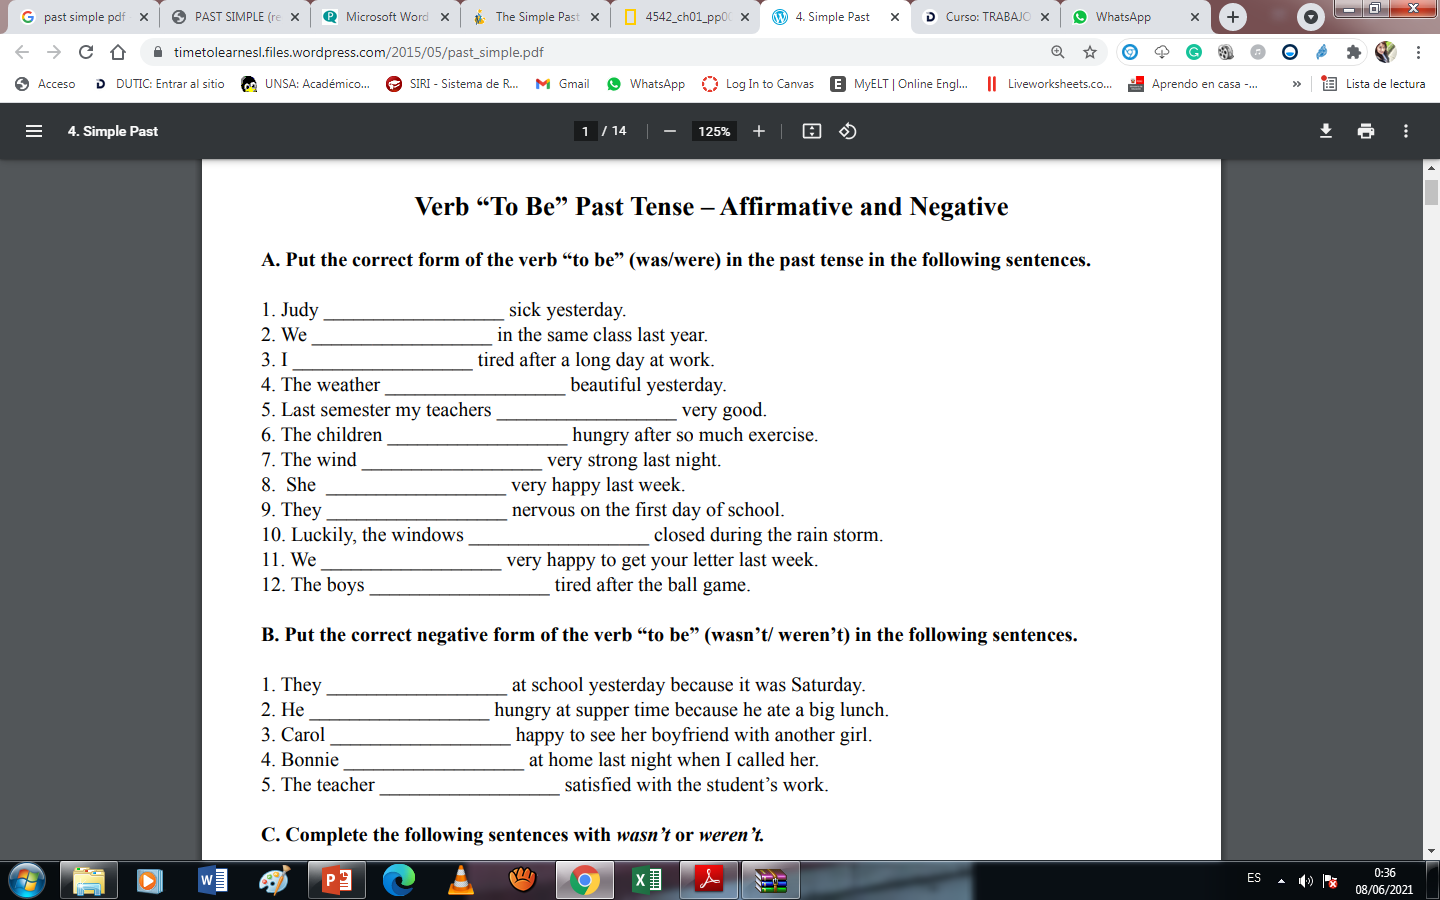 past simple pdf
PAST SIMPLE (re
Microsoft Word
The Simple Past
4542_ch01_pp00
4. Simple Past
Curso: TRABAJO
WhatsApp
timetolearnesl.files.wordpress.com/2015/05/past_simple.pdf
Acceso
DUTIC: Entrar al sitio
UNSA: Académico...
SIRI - Sistema de R...
Gmail
WhatsApp
Log In to Canvas
MyELT | Online Engl...
Liveworksheets.co...
Aprendo en casa -...
»
Lista de lectura
4. Simple Past
1 / 14
125%
Verb “To Be” Past Tense – Affirmative and Negative
A. Put the correct form of the verb “to be” (was/were) in the past tense in the following sentences.
1. Judy __________________ sick yesterday.
2. We __________________ in the same class last year.
3. I __________________ tired after a long day at work.
4. The weather __________________ beautiful yesterday.
5. Last semester my teachers __________________ very good.
6. The children __________________ hungry after so much exercise.
7. The wind __________________ very strong last night.
8. She __________________ very happy last week.
9. They __________________ nervous on the first day of school.
10. Luckily, the windows __________________ closed during the rain storm.
11. We __________________ very happy to get your letter last week.
12. The boys __________________ tired after the ball game.
B. Put the correct negative form of the verb “to be” (wasn’t/ weren’t) in the following sentences.
1. They __________________ at school yesterday because it was Saturday.
2. He __________________ hungry at supper time because he ate a big lunch.
3. Carol __________________ happy to see her boyfriend with another girl.
4. Bonnie __________________ at home last night when I called her.
5. The teacher __________________ satisfied with the student’s work.
C. Complete the following sentences with wasn’t or weren’t.
ES
0:36
08/06/2021